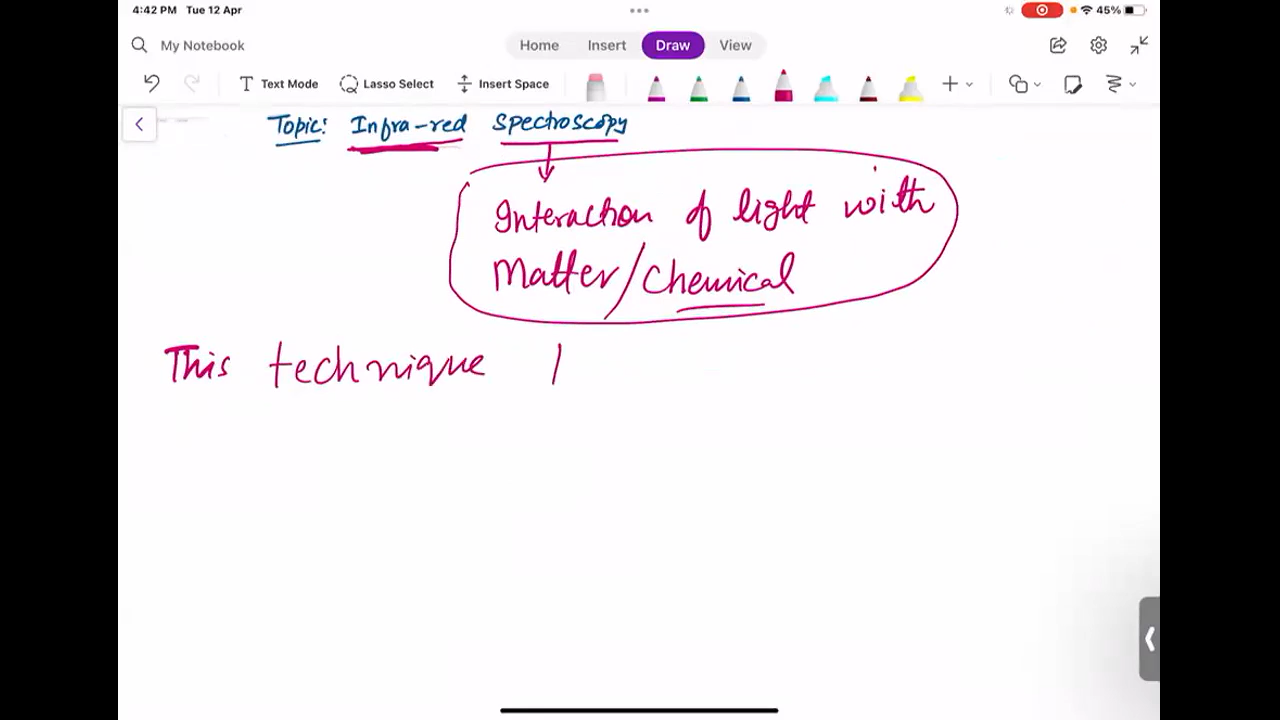 4:42 PM Tue 12 Apr
45%
My Notebook
Home Insert Draw View
Text Mode Lasso Select Insert Space
Topic: Infra-red Spectroscopy
Interaction of light with
Matter/Chemical
This technique